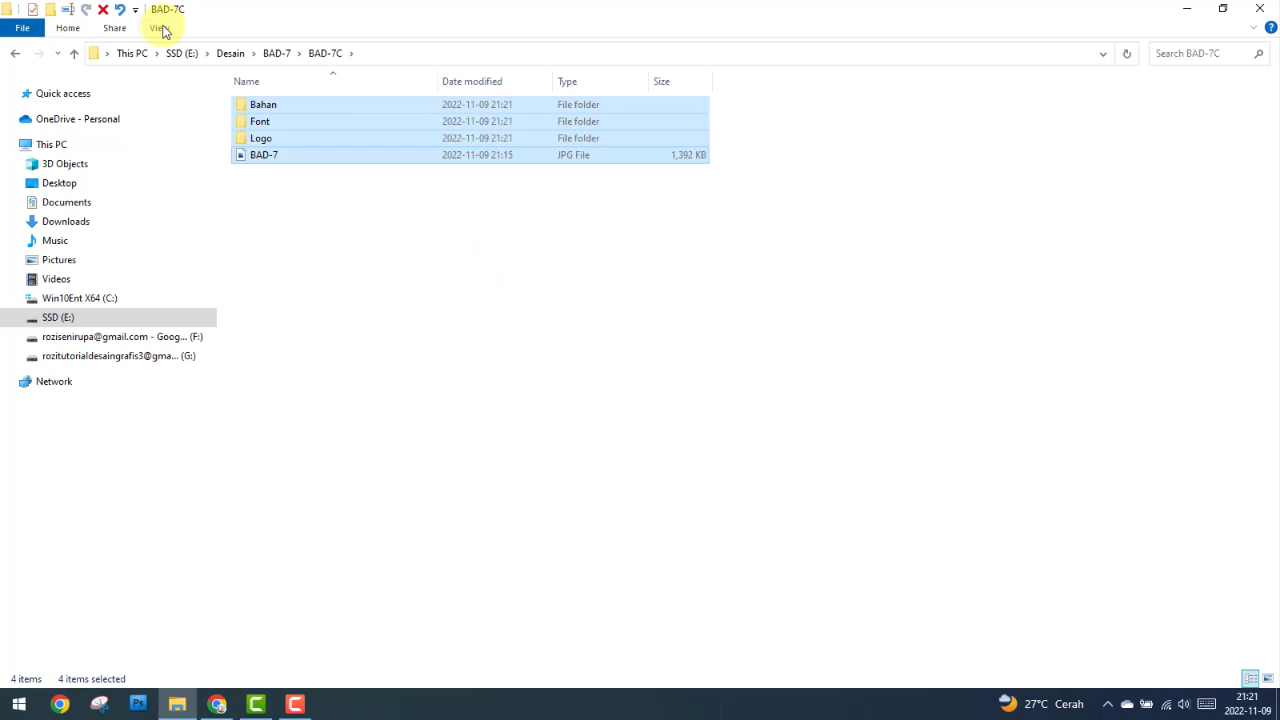 BAD-7C
File Home Share View
This PC SSD (E:) Desain BAD-7 BAD-7C Search BAD-7C
Name Date modified Type Size
Quick access
OneDrive - Personal
This PC
3D Objects
Desktop
Documents
Downloads
Music
Pictures
Videos
Win10Ent X64 (C:)
SSD (E:)
rozisenirupa@gmail.com - Goog... (F:)
rozitutorialdesaingrafis3@gma... (G:)
Network
Bahan 2022-11-09 21:21 File folder
Font 2022-11-09 21:21 File folder
Logo 2022-11-09 21:21 File folder
BAD-7 2022-11-09 21:15 JPG File 1,392 KB
4 items 4 items selected
Ps
27°C Cerah
21:21
2022-11-09